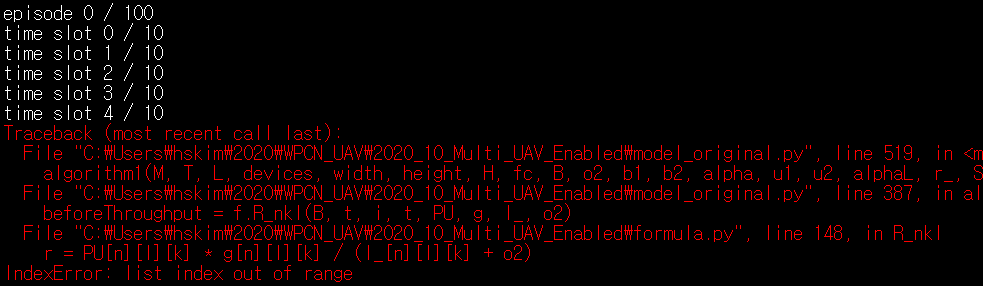 episode 0 / 100
time slot 0 / 10
time slot 1 / 10
time slot 2 / 10
time slot 3 / 10
time slot 4 / 10
Traceback (most recent call last):
  File "C:₩Users₩hskim₩2020₩WPCN_UAV₩2020_10_Multi_UAV_Enabled₩model_original.py", line 519, in <m
    algorithm1(M, T, L, devices, width, height, H, fc, B, o2, b1, b2, alpha, u1, u2, alphaL, r_, S
  File "C:₩Users₩hskim₩2020₩WPCN_UAV₩2020_10_Multi_UAV_Enabled₩model_original.py", line 387, in al
    beforeThroughput = f.R_nkl(B, t, i, t, PU, g, I_, o2)
  File "C:₩Users₩hskim₩2020₩WPCN_UAV₩2020_10_Multi_UAV_Enabled₩formula.py", line 148, in R_nkl
    r = PU[n][l][k] * g[n][l][k] / (I_[n][l][k] + o2)
IndexError: list index out of range